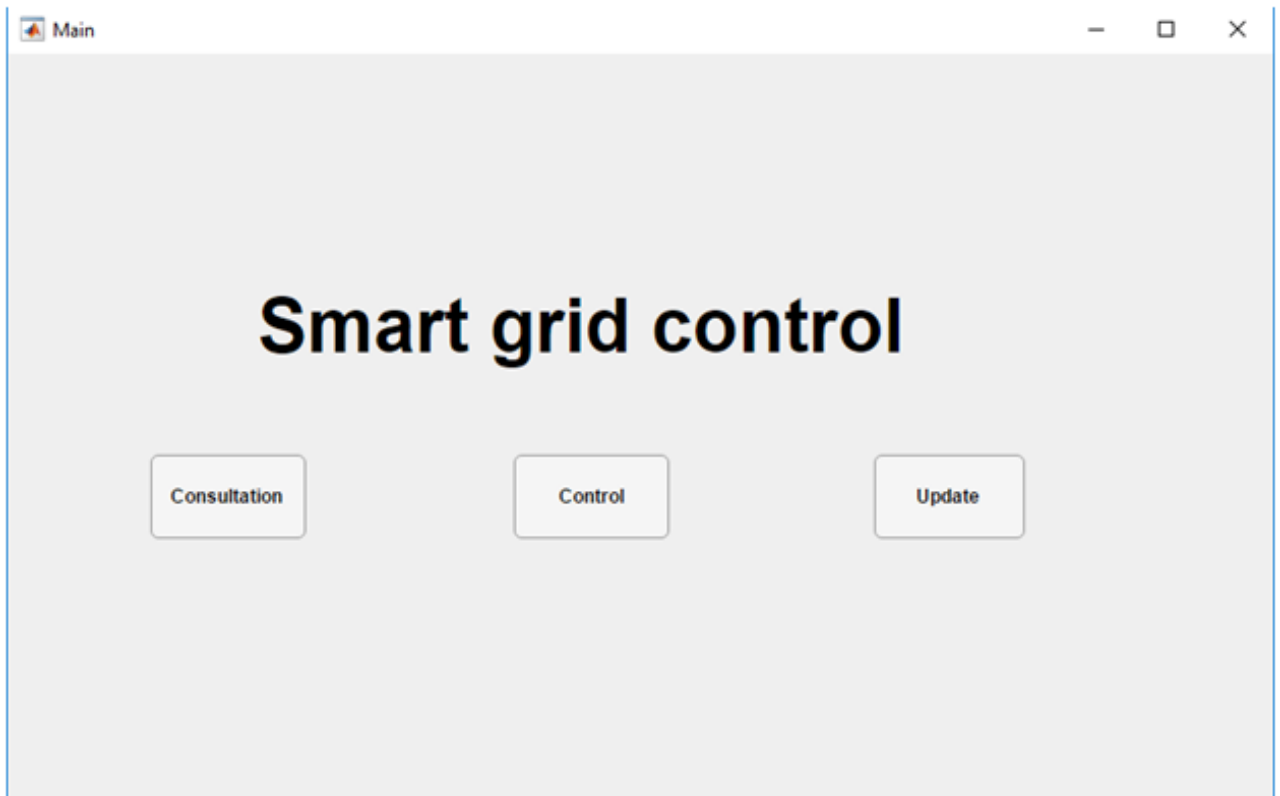 Main
Smart grid control
Consultation
Control
Update